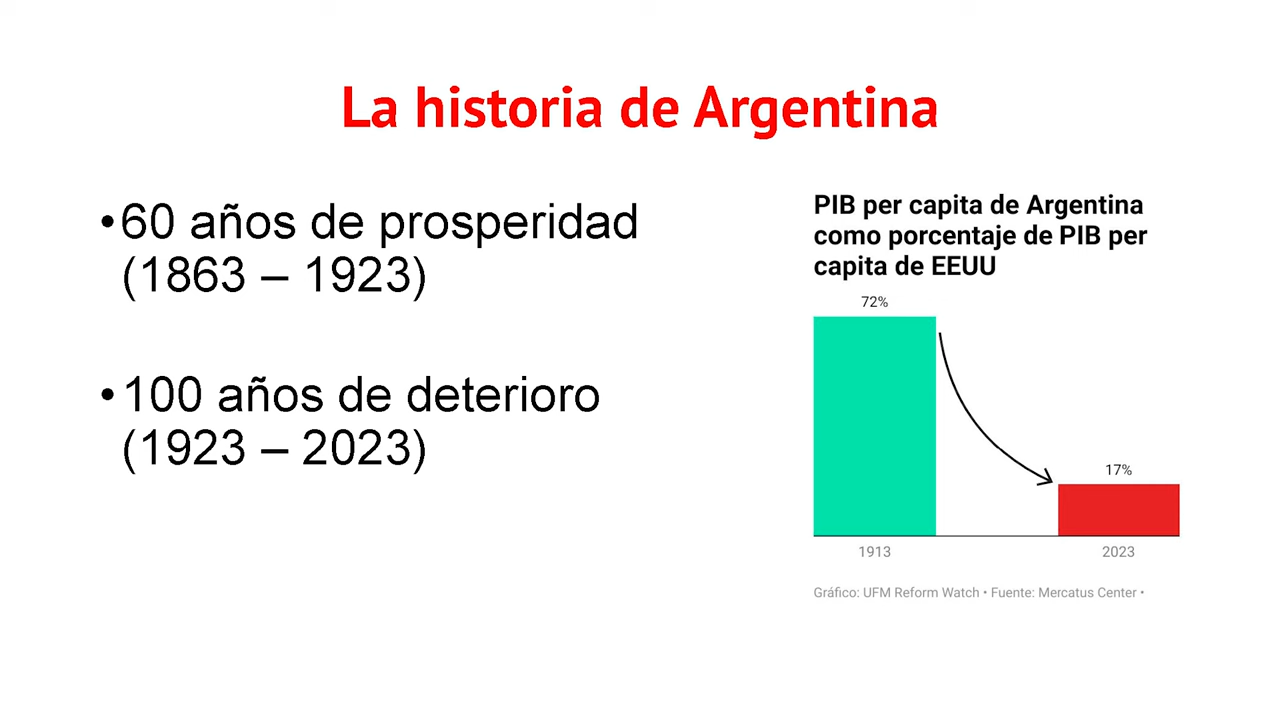 La historia de Argentina
•60 años de prosperidad
(1863 – 1923)
•100 años de deterioro
(1923 – 2023)
PIB per capita de Argentina
como porcentaje de PIB per
capita de EEUU
72%
17%
1913
2023
Gráfico: UFM Reform Watch • Fuente: Mercatus Center •